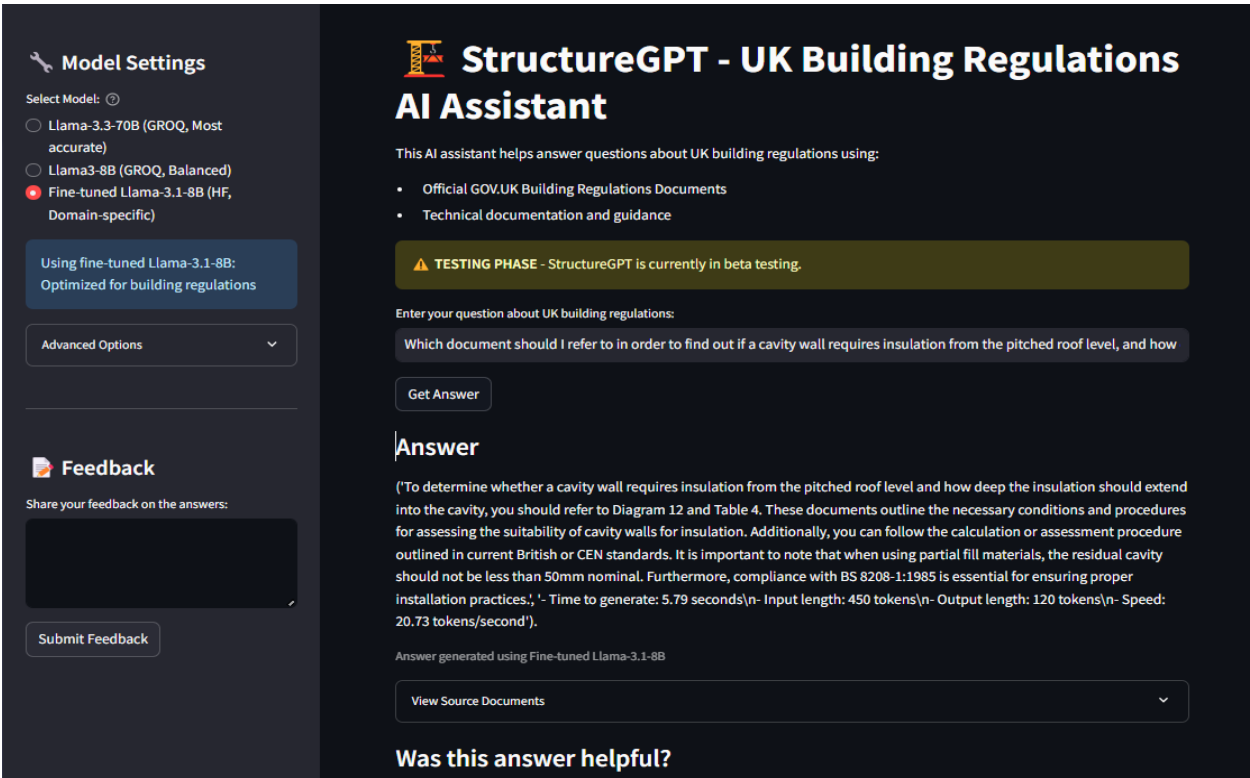 Model Settings
Select Model:
Llama-3.3-70B (GROQ, Most
accurate)
Llama3-8B (GROQ, Balanced)
Fine-tuned Llama-3.1-8B (HF,
Domain-specific)
Using fine-tuned Llama-3.1-8B:
Optimized for building regulations
Advanced Options
Feedback
Share your feedback on the answers:
Submit Feedback
StructureGPT - UK Building Regulations
AI Assistant
This AI assistant helps answer questions about UK building regulations using:
• Official GOV.UK Building Regulations Documents
• Technical documentation and guidance
TESTING PHASE - StructureGPT is currently in beta testing.
Enter your question about UK building regulations:
Which document should I refer to in order to find out if a cavity wall requires insulation from the pitched roof level, and how
Get Answer
Answer
('To determine whether a cavity wall requires insulation from the pitched roof level and how deep the insulation should extend
into the cavity, you should refer to Diagram 12 and Table 4. These documents outline the necessary conditions and procedures
for assessing the suitability of cavity walls for insulation. Additionally, you can follow the calculation or assessment procedure
outlined in current British or CEN standards. It is important to note that when using partial fill materials, the residual cavity
should not be less than 50mm nominal. Furthermore, compliance with BS 8208-1:1985 is essential for ensuring proper
installation practices.', '- Time to generate: 5.79 seconds\n- Input length: 450 tokens\n- Output length: 120 tokens\n- Speed:
20.73 tokens/second').
Answer generated using Fine-tuned Llama-3.1-8B
View Source Documents
Was this answer helpful?